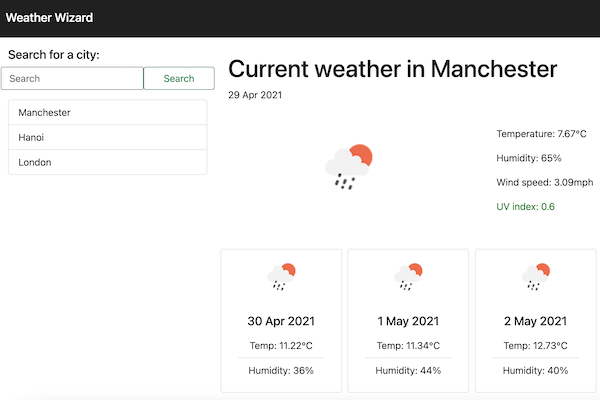 Weather Wizard
Search for a city:
Search
Search
Manchester
Hanoi
London
Current weather in Manchester
29 Apr 2021
Temperature: 7.67°C
Humidity: 65%
Wind speed: 3.09mph
UV index: 0.6
30 Apr 2021
Temp: 11.22°C
Humidity: 36%
1 May 2021
Temp: 11.34°C
Humidity: 44%
2 May 2021
Temp: 12.73°C
Humidity: 40%